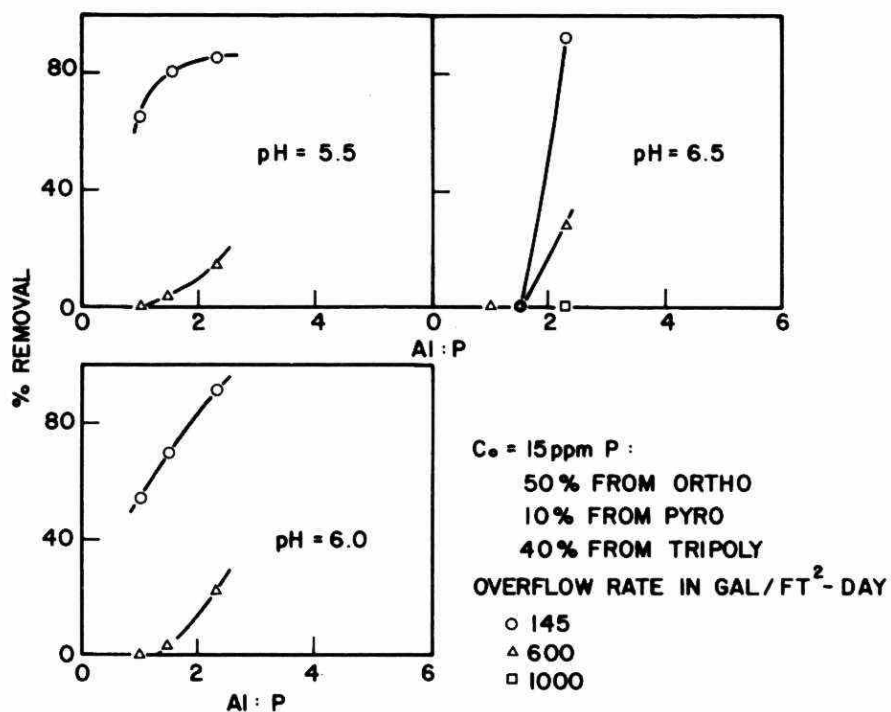 80
40
0
% REMOVAL
pH = 5.5
0 2 4
pH = 6.5
0 2 4 6
Al : P
80
40
0
pH = 6.0
0 2 4 6
Al : P
C₀ = 15ppm P :
50% FROM ORTHO
10% FROM PYRO
40% FROM TRIPOLY
OVERFLOW RATE IN GAL/FT²-DAY
○ 145
△ 600
□ 1000